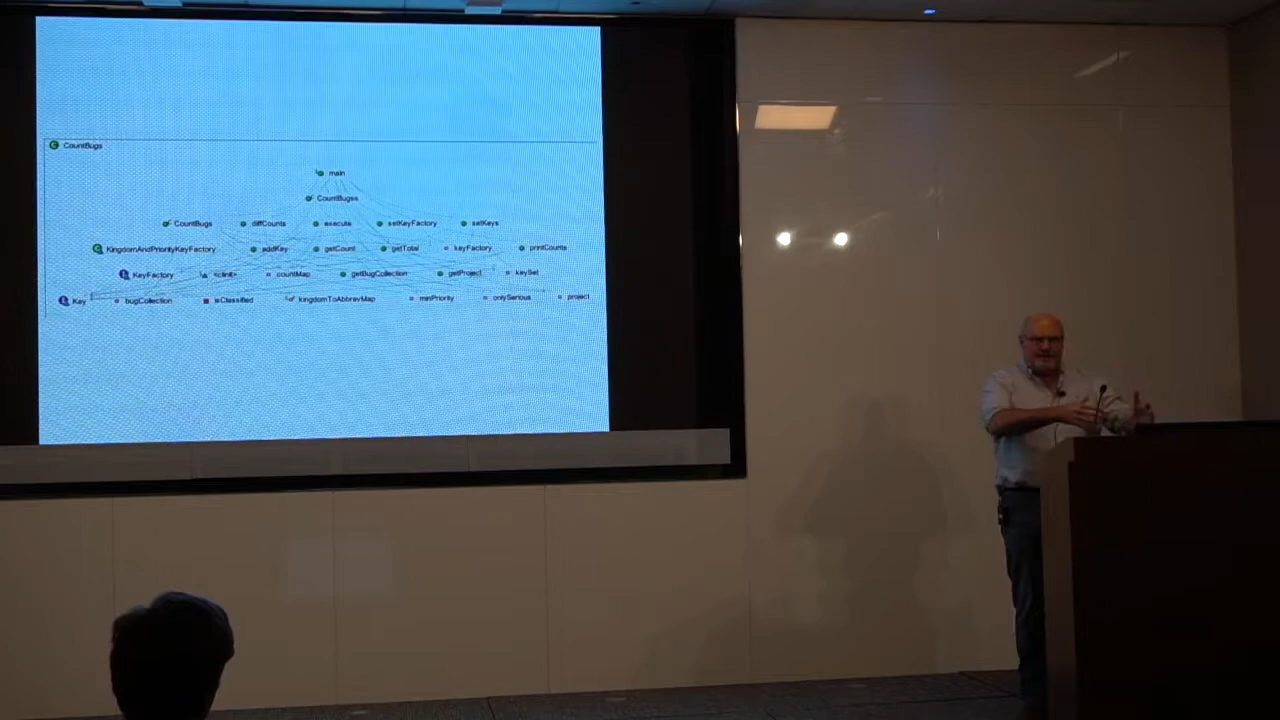 CountBugs
main
CountBugs
CountBugs diffCounts execute setKeyFactory setKeys
KingdomAndPriorityKeyFactory addKey getCount getTotal keyFactory printCounts
KeyFactory <clinit> countMap getBugCollection getProject keySet
Key bugCollection isClassified kingdomToAbbrevMap minPriority onlySerious project